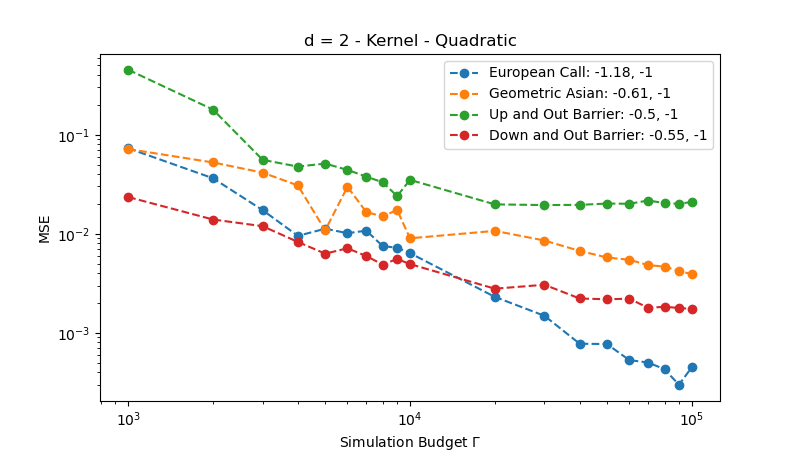 d = 2 - Kernel - Quadratic
European Call: -1.18, -1
Geometric Asian: -0.61, -1
Up and Out Barrier: -0.5, -1
Down and Out Barrier: -0.55, -1
MSE
10⁻¹
10⁻²
10⁻³
10³
10⁴
10⁵
Simulation Budget Γ